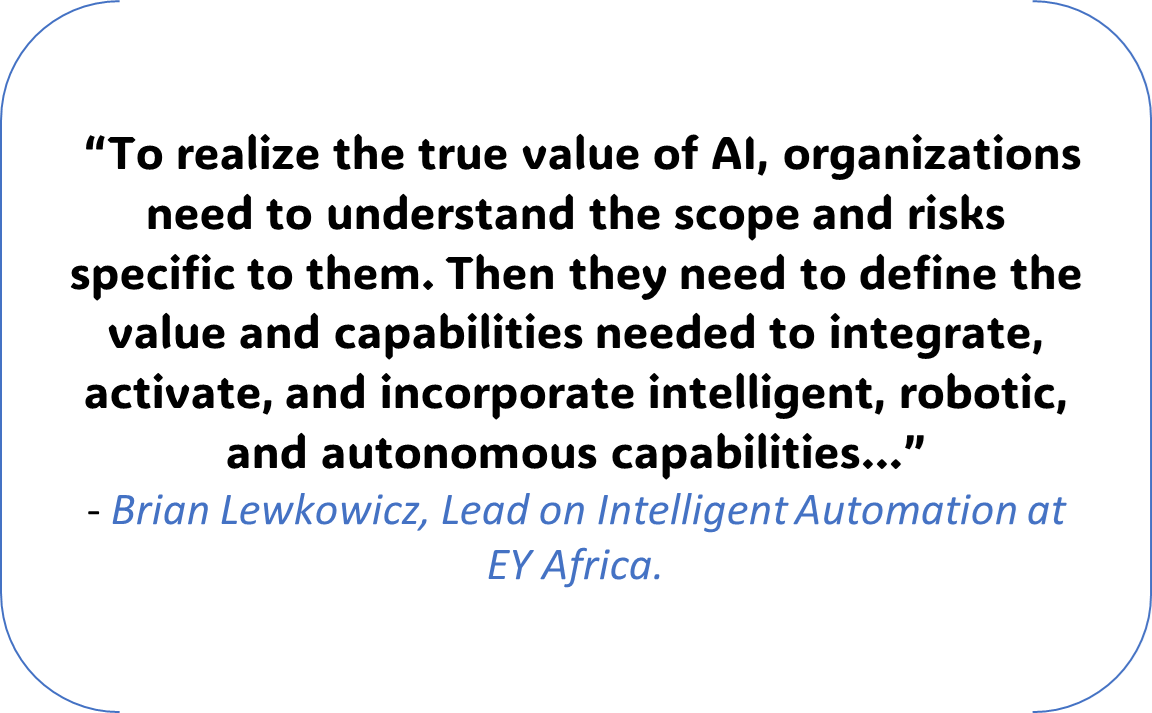 “To realize the true value of AI, organizations
need to understand the scope and risks
specific to them. Then they need to define the
value and capabilities needed to integrate,
activate, and incorporate intelligent, robotic,
and autonomous capabilities...”
- Brian Lewkowicz, Lead on Intelligent Automation at
EY Africa.